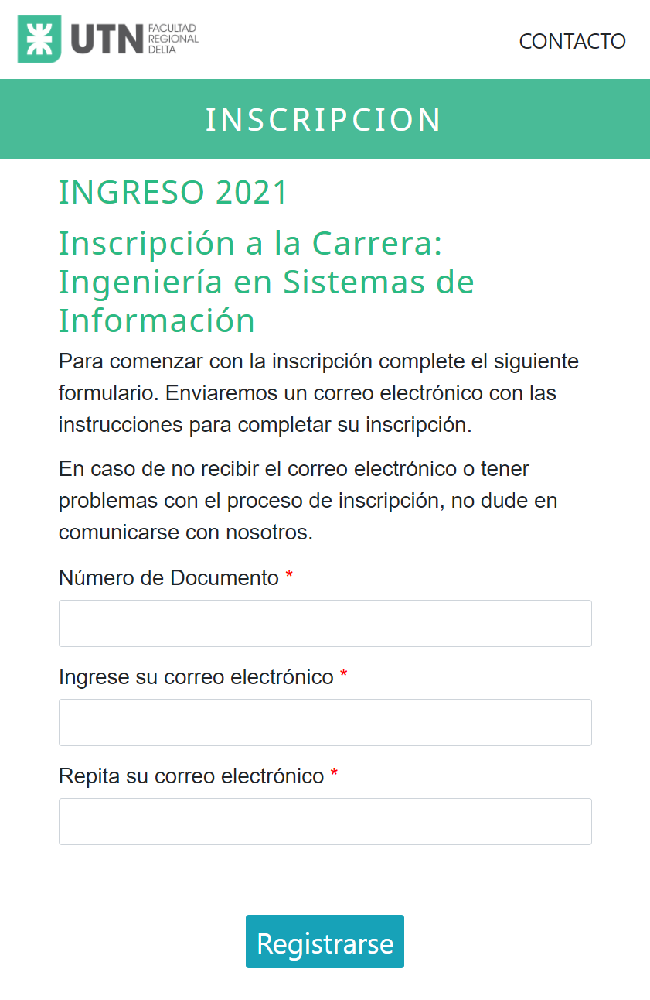 UTN
FACULTAD
REGIONAL
DELTA
CONTACTO
INSCRIPCION
INGRESO 2021
Inscripción a la Carrera:
Ingeniería en Sistemas de
Información
Para comenzar con la inscripción complete el siguiente
formulario. Enviaremos un correo electrónico con las
instrucciones para completar su inscripción.
En caso de no recibir el correo electrónico o tener
problemas con el proceso de inscripción, no dude en
comunicarse con nosotros.
Número de Documento *
Ingrese su correo electrónico *
Repita su correo electrónico *
Registrarse